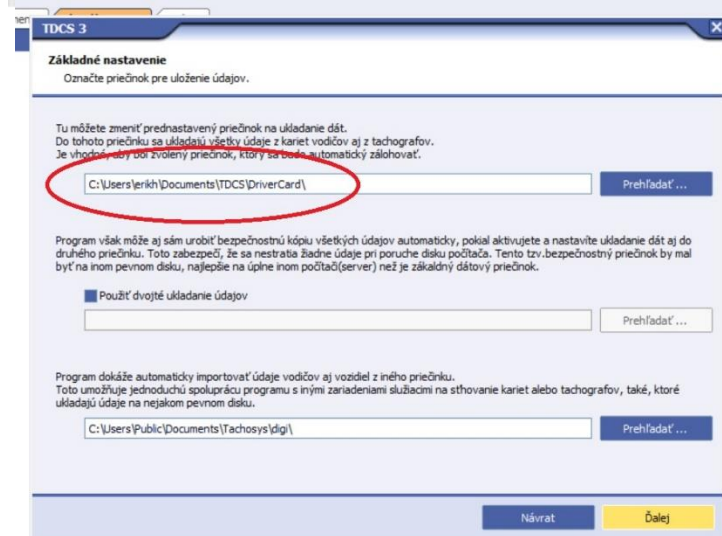 TDCS 3
Základné nastavenie
Označte priečinok pre uloženie údajov.
Tu môžete zmeniť prednastavený priečinok na ukladanie dát.
Do tohoto priečinku sa ukladajú všetky údaje z kariet vodičov aj z tachografov.
Je vhodné, aby bol zvolený priečinok, ktorý sa bude automatický zálohovať.
C:\Users\erikh\Documents\TDCS\DriverCard\
Prehľadať ...
Program však môže aj sám urobiť bezpečnostnú kópiu všetkých údajov automaticky, pokial aktivujete a nastavíte ukladanie dát aj do
druhého priečinku. Toto zabezpečí, že sa nestratia žiadne údaje pri poruche disku počítača. Tento tzv.bezpečnostný priečinok by mal
byť na inom pevnom disku, najlepšie na úplne inom počítači(server) než je zákaldný dátový priečinok.
Použiť dvojté ukladanie údajov
Prehľadať ...
Program dokáže automaticky importovať údaje vodičov aj vozidiel z iného priečinku.
Toto umožňuje jednoduchú spoluprácu programu s inými zariadeniami služiacimi na sťhovanie kariet alebo tachografov, také, ktoré
ukladajú údaje na nejakom pevnom disku.
C:\Users\Public\Documents\Tachosys\digi\
Prehľadať ...
Návrat
Ďalej